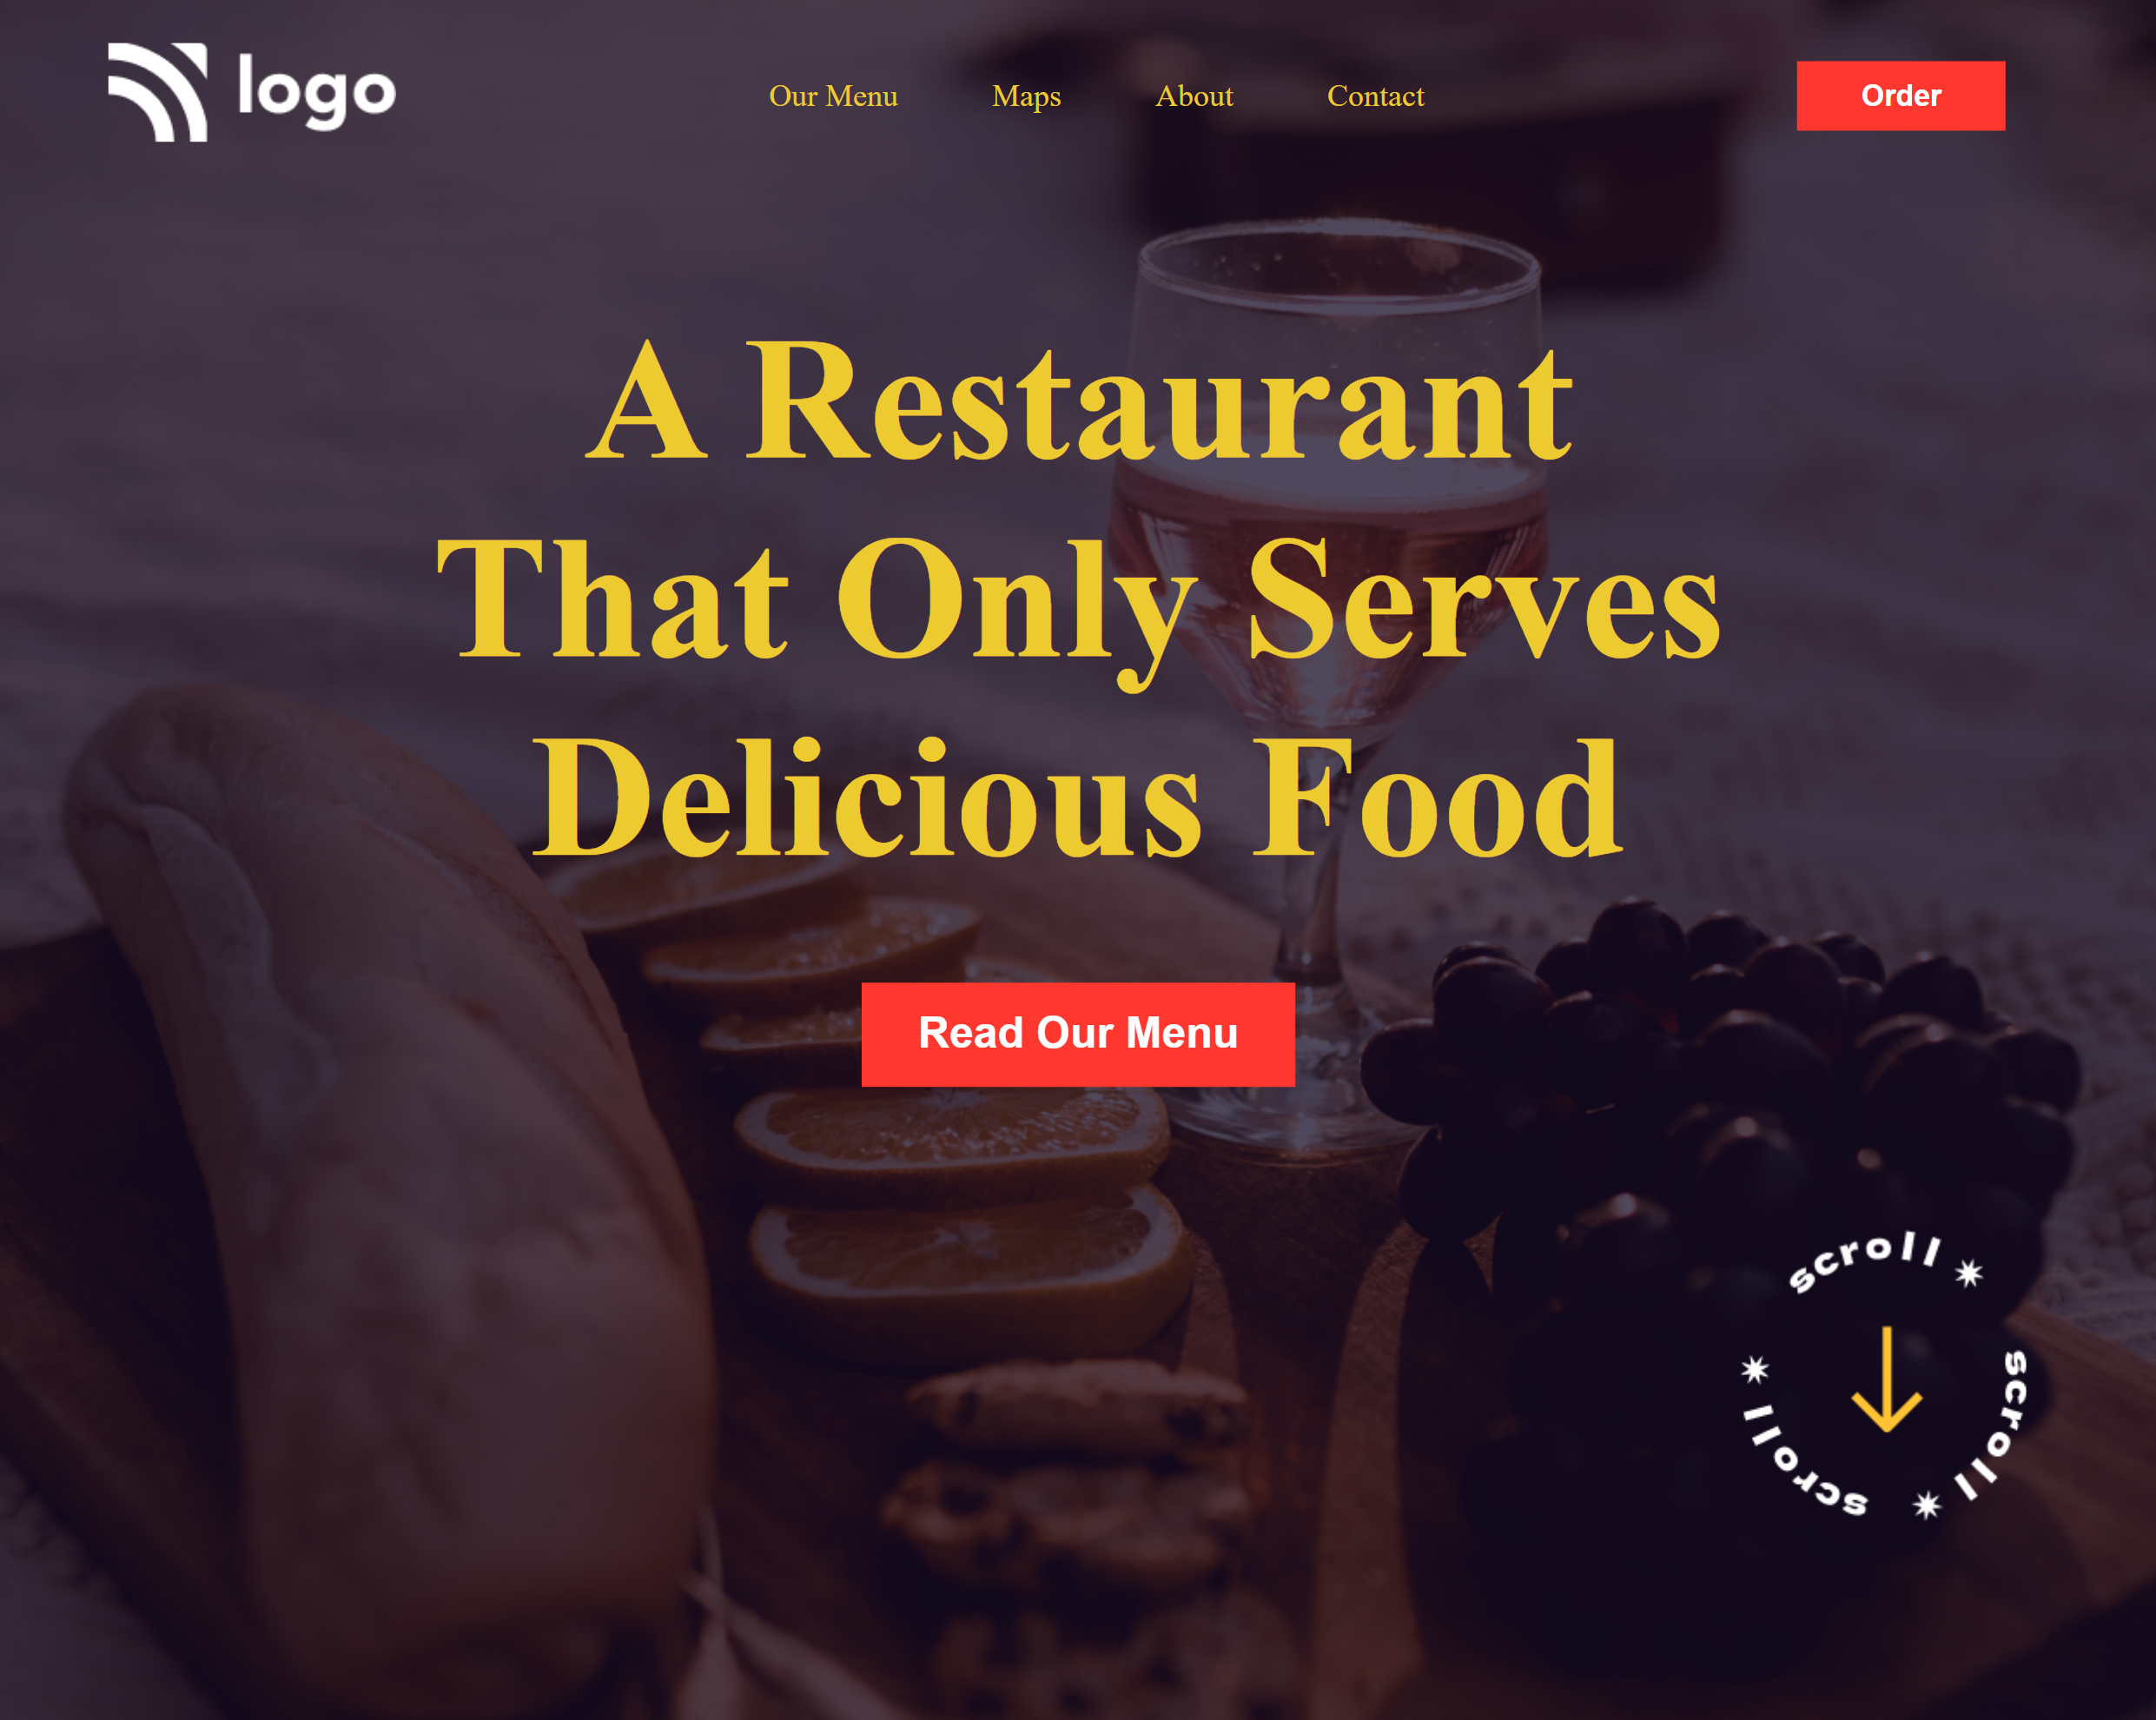 logo
Our Menu
Maps
About
Contact
Order
A Restaurant
That Only Serves
Delicious Food
Read Our Menu
scroll
scroll
scroll